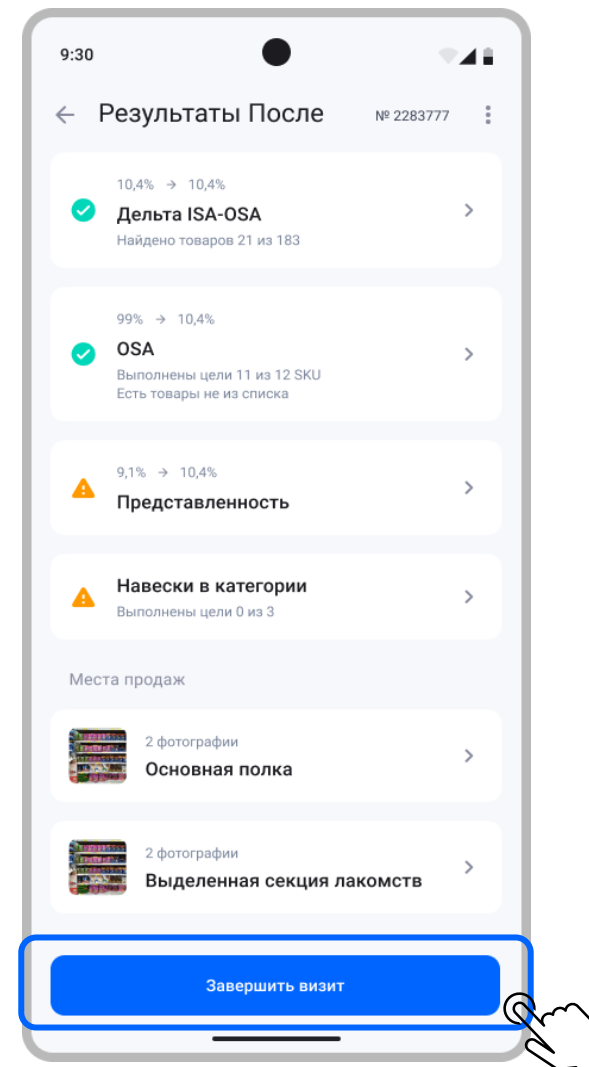 9:30
Результаты После
№ 2283777
10,4% → 10,4%
Дельта ISA-OSA
Найдено товаров 21 из 183
99% → 10,4%
OSA
Выполнены цели 11 из 12 SKU
Есть товары не из списка
9,1% → 10,4%
Представленность
Навески в категории
Выполнены цели 0 из 3
Места продаж
2 фотографии
Основная полка
2 фотографии
Выделенная секция лакомств
Завершить визит